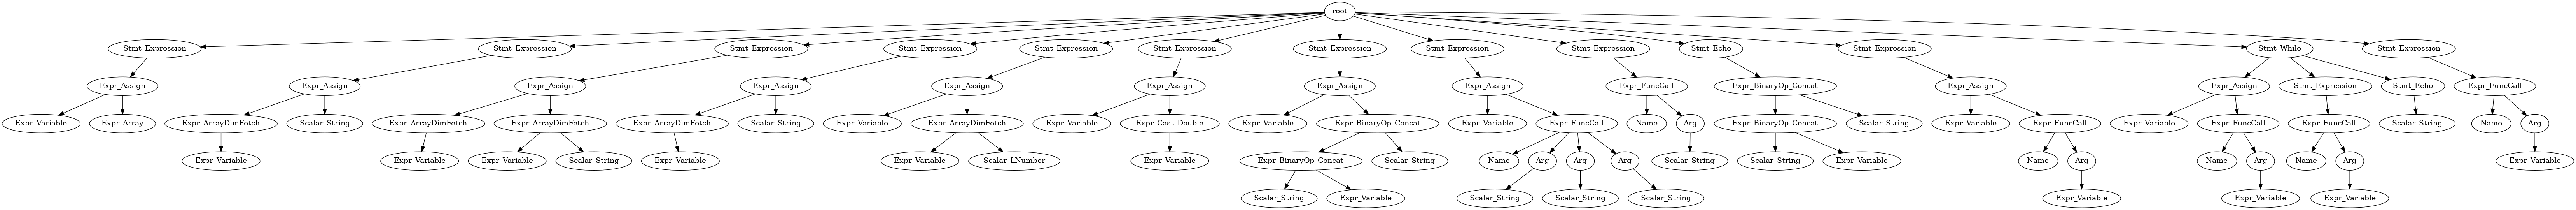 root
Stmt_Expression Stmt_Expression Stmt_Expression Stmt_Expression Stmt_Expression Stmt_Expression Stmt_Expression Stmt_Expression Stmt_Expression Stmt_Echo Stmt_Expression Stmt_While Stmt_Expression
Expr_Assign Expr_Assign Expr_Assign Expr_Assign Expr_Assign Expr_Assign Expr_Assign Expr_Assign Expr_FuncCall Expr_BinaryOp_Concat Expr_Assign Expr_Assign Stmt_Expression Stmt_Echo Expr_FuncCall
Expr_Variable Expr_Array Expr_ArrayDimFetch Scalar_String Expr_ArrayDimFetch Expr_ArrayDimFetch Expr_ArrayDimFetch Scalar_String Expr_Variable Expr_ArrayDimFetch Expr_Variable Expr_Cast_Double Expr_Variable Expr_BinaryOp_Concat Expr_Variable Expr_FuncCall Name Arg Expr_BinaryOp_Concat Scalar_String Expr_Variable Expr_FuncCall Expr_Variable Expr_FuncCall Expr_FuncCall Scalar_String Name Arg
Expr_Variable Expr_Variable Expr_Variable Scalar_String Expr_Variable Expr_Variable Scalar_LNumber Expr_Variable Expr_BinaryOp_Concat Scalar_String Name Arg Arg Arg Scalar_String Scalar_String Expr_Variable Name Arg Name Arg Name Arg Expr_Variable
Scalar_String Expr_Variable Scalar_String Scalar_String Scalar_String Expr_Variable Expr_Variable Expr_Variable